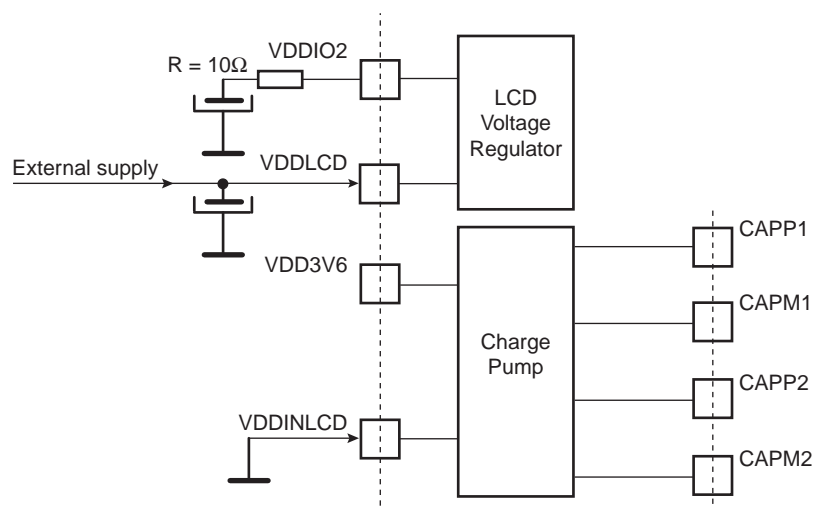 VDDIO2
R = 10Ω
LCD
Voltage
Regulator
External supply
VDDLCD
VDD3V6
CAPP1
CAPM1
Charge
Pump
CAPP2
VDDINLCD
CAPM2